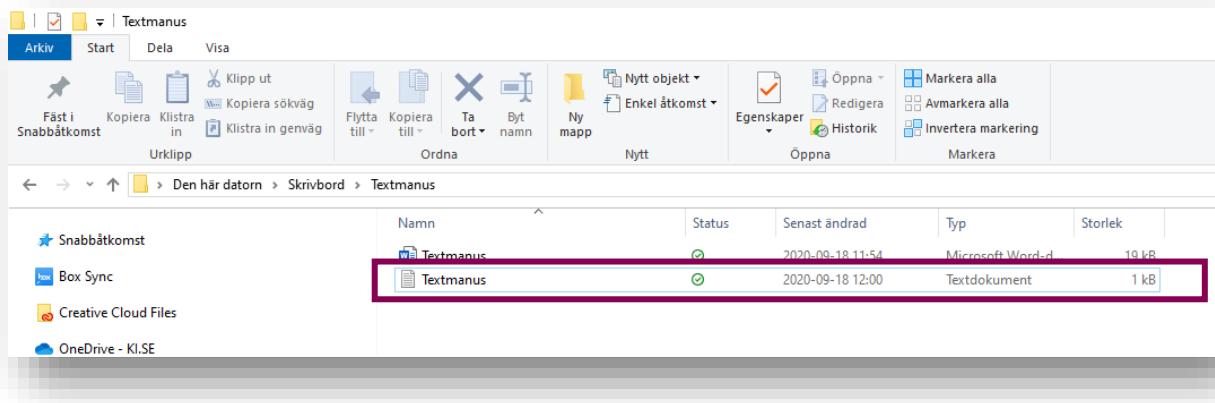 Textmanus
Arkiv Start Dela Visa
Fäst i Snabbåtkomst
Kopiera
Klistra in
Klipp ut
Kopiera sökväg
Klistra in genväg
Urklipp
Flytta till
Kopiera till
Ta bort
Byt namn
Ordna
Ny mapp
Nytt objekt
Enkel åtkomst
Nytt
Egenskaper
Öppna
Redigera
Historik
Öppna
Markera alla
Avmarkera alla
Invertera markering
Markera
Den här datorn > Skrivbord > Textmanus
Namn Status Senast ändrad Typ Storlek
Textmanus 2020-09-18 11:54 Microsoft Word-d... 19 kB
Textmanus 2020-09-18 12:00 Textdokument 1 kB
Snabbåtkomst
Box Sync
Creative Cloud Files
OneDrive - KI.SE